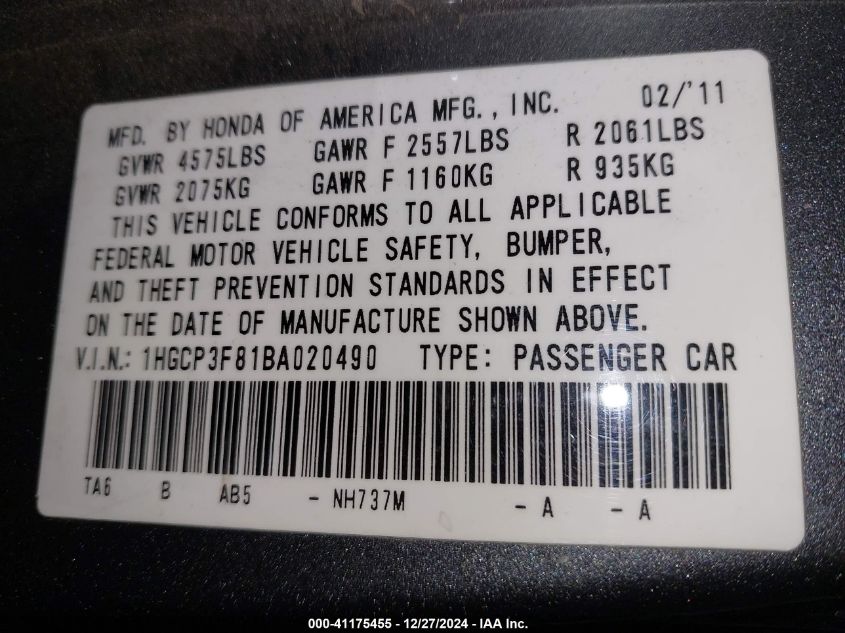 MFD. BY HONDA OF AMERICA MFG., INC. 02/'11
GVWR 4575LBS GAWR F 2557LBS R 2061LBS
GVWR 2075KG GAWR F 1160KG R 935KG
THIS VEHICLE CONFORMS TO ALL APPLICABLE
FEDERAL MOTOR VEHICLE SAFETY, BUMPER,
AND THEFT PREVENTION STANDARDS IN EFFECT
ON THE DATE OF MANUFACTURE SHOWN ABOVE.
V.I.N.: 1HGCP3F81BA020490 TYPE: PASSENGER CAR
TA6 B AB5 - NH737M - A - A
000-41175455 - 12/27/2024 - IAA Inc.